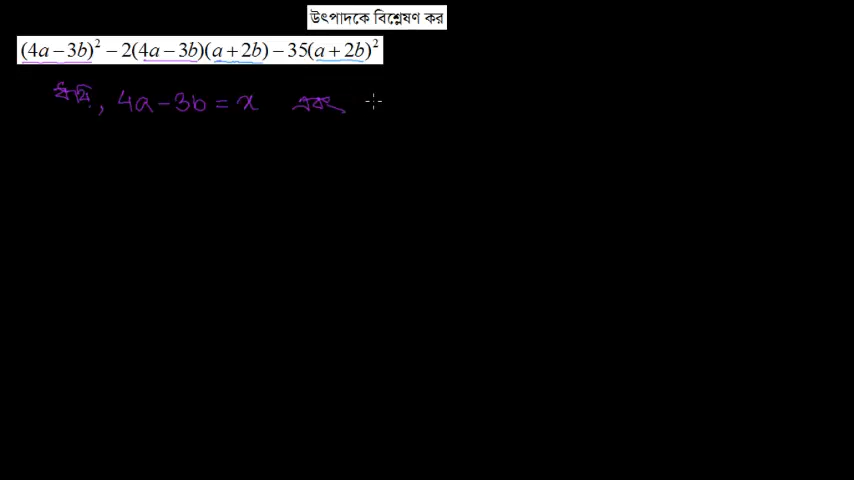 উৎপাদকে বিশ্লেষণ কর
(4a−3b)² − 2(4a−3b)(a+2b) − 35(a+2b)²
ধরি, 4a−3b = x এবং